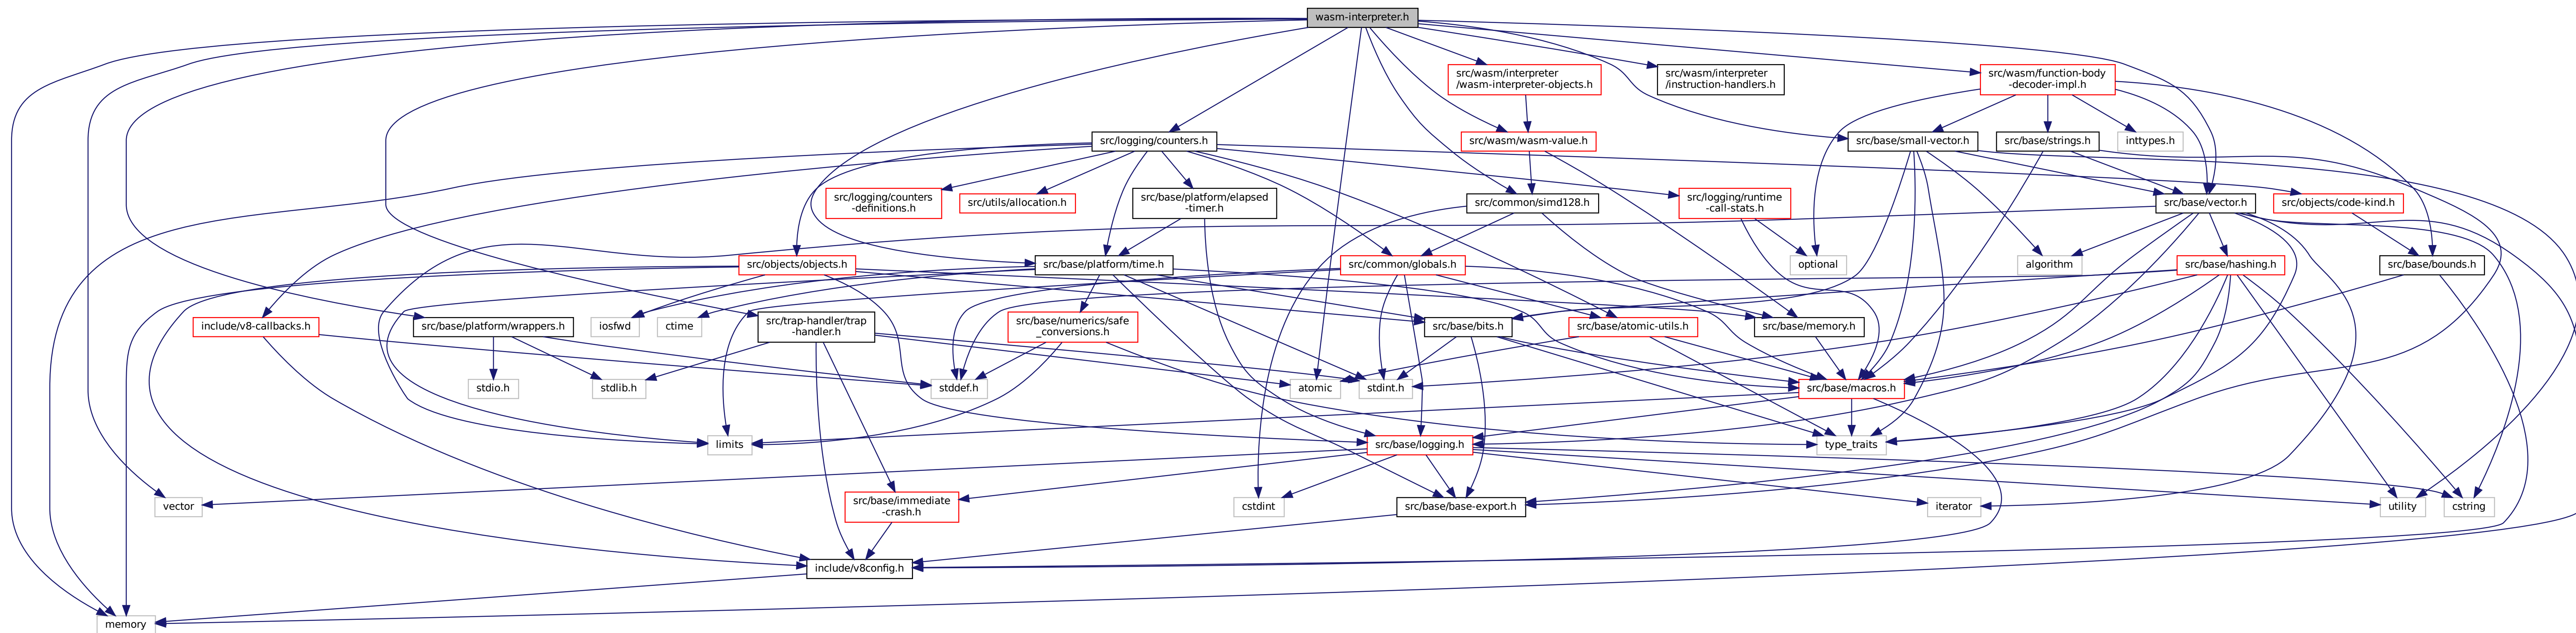 wasm-interpreter.h
src/wasm/interpreter
/wasm-interpreter-objects.h
src/wasm/interpreter
/instruction-handlers.h
src/wasm/function-body
-decoder-impl.h
src/logging/counters.h
src/wasm/wasm-value.h
src/base/small-vector.h
src/base/strings.h
inttypes.h
src/logging/counters
-definitions.h
src/utils/allocation.h
src/base/platform/elapsed
-timer.h
src/logging/runtime
-call-stats.h
src/common/simd128.h
src/base/vector.h
src/objects/code-kind.h
src/objects/objects.h
src/base/platform/time.h
src/common/globals.h
optional
algorithm
src/base/hashing.h
src/base/bounds.h
include/v8-callbacks.h
src/base/platform/wrappers.h
iosfwd
ctime
src/trap-handler/trap
-handler.h
src/base/numerics/safe
_conversions.h
src/base/bits.h
src/base/atomic-utils.h
src/base/memory.h
stdio.h
stdlib.h
stddef.h
atomic
stdint.h
src/base/macros.h
limits
src/base/logging.h
type_traits
vector
src/base/immediate
-crash.h
cstdint
src/base/base-export.h
iterator
utility
cstring
include/v8config.h
memory